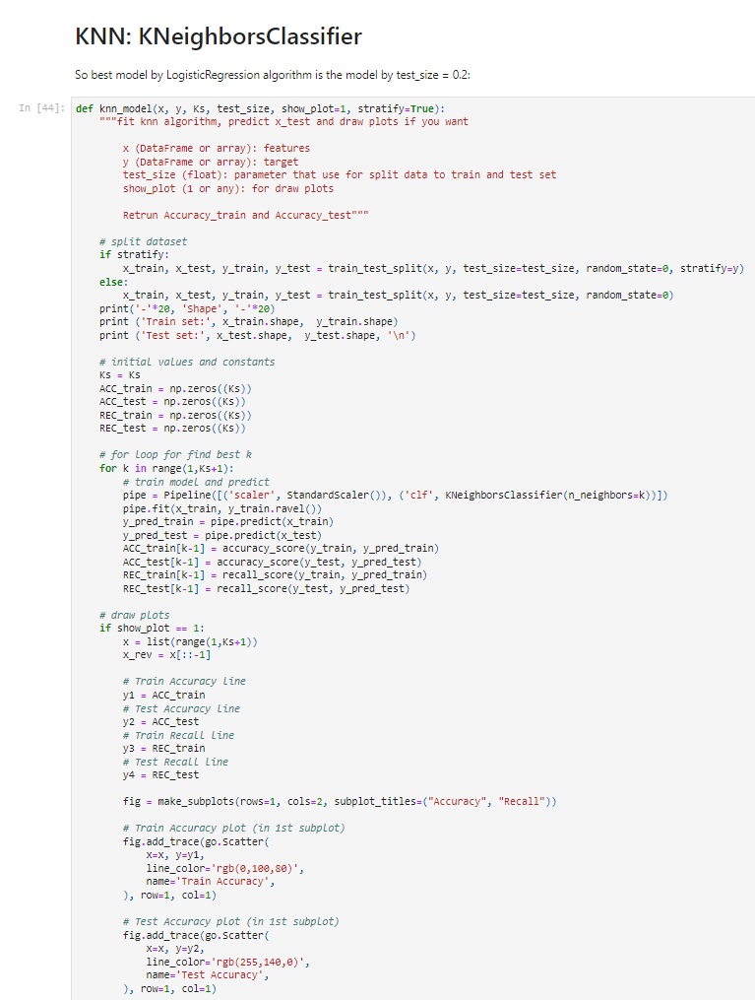 KNN: KNeighborsClassifier
So best model by LogisticRegression algorithm is the model by test_size = 0.2:
In [44]: def knn_model(x, y, Ks, test_size, show_plot=1, stratify=True):
    """fit knn algorithm, predict x_test and draw plots if you want
        x (DataFrame or array): features
        y (DataFrame or array): target
        test_size (float): parameter that use for split data to train and test set
        show_plot (1 or any): for draw plots
        Retrun Accuracy_train and Accuracy_test"""
    # split dataset
    if stratify:
        x_train, x_test, y_train, y_test = train_test_split(x, y, test_size=test_size, random_state=0, stratify=y)
    else:
        x_train, x_test, y_train, y_test = train_test_split(x, y, test_size=test_size, random_state=0)
    print('-'*20, 'Shape', '-'*20)
    print ('Train set:', x_train.shape,  y_train.shape)
    print ('Test set:', x_test.shape,  y_test.shape, '\n')
    # initial values and constants
    Ks = Ks
    ACC_train = np.zeros((Ks))
    ACC_test = np.zeros((Ks))
    REC_train = np.zeros((Ks))
    REC_test = np.zeros((Ks))
    # for loop for find best k
    for k in range(1,Ks+1):
        # train model and predict
        pipe = Pipeline([('scaler', StandardScaler()), ('clf', KNeighborsClassifier(n_neighbors=k))])
        pipe.fit(x_train, y_train.ravel())
        y_pred_train = pipe.predict(x_train)
        y_pred_test = pipe.predict(x_test)
        ACC_train[k-1] = accuracy_score(y_train, y_pred_train)
        ACC_test[k-1] = accuracy_score(y_test, y_pred_test)
        REC_train[k-1] = recall_score(y_train, y_pred_train)
        REC_test[k-1] = recall_score(y_test, y_pred_test)
    # draw plots
    if show_plot == 1:
        x = list(range(1,Ks+1))
        x_rev = x[::-1]
        # Train Accuracy line
        y1 = ACC_train
        # Test Accuracy line
        y2 = ACC_test
        # Train Recall line
        y3 = REC_train
        # Test Recall line
        y4 = REC_test
        fig = make_subplots(rows=1, cols=2, subplot_titles=("Accuracy", "Recall"))
        # Train Accuracy plot (in 1st subplot)
        fig.add_trace(go.Scatter(
            x=x, y=y1,
            line_color='rgb(0,100,80)',
            name='Train Accuracy',
        ), row=1, col=1)
        # Test Accuracy plot (in 1st subplot)
        fig.add_trace(go.Scatter(
            x=x, y=y2,
            line_color='rgb(255,140,0)',
            name='Test Accuracy',
        ), row=1, col=1)